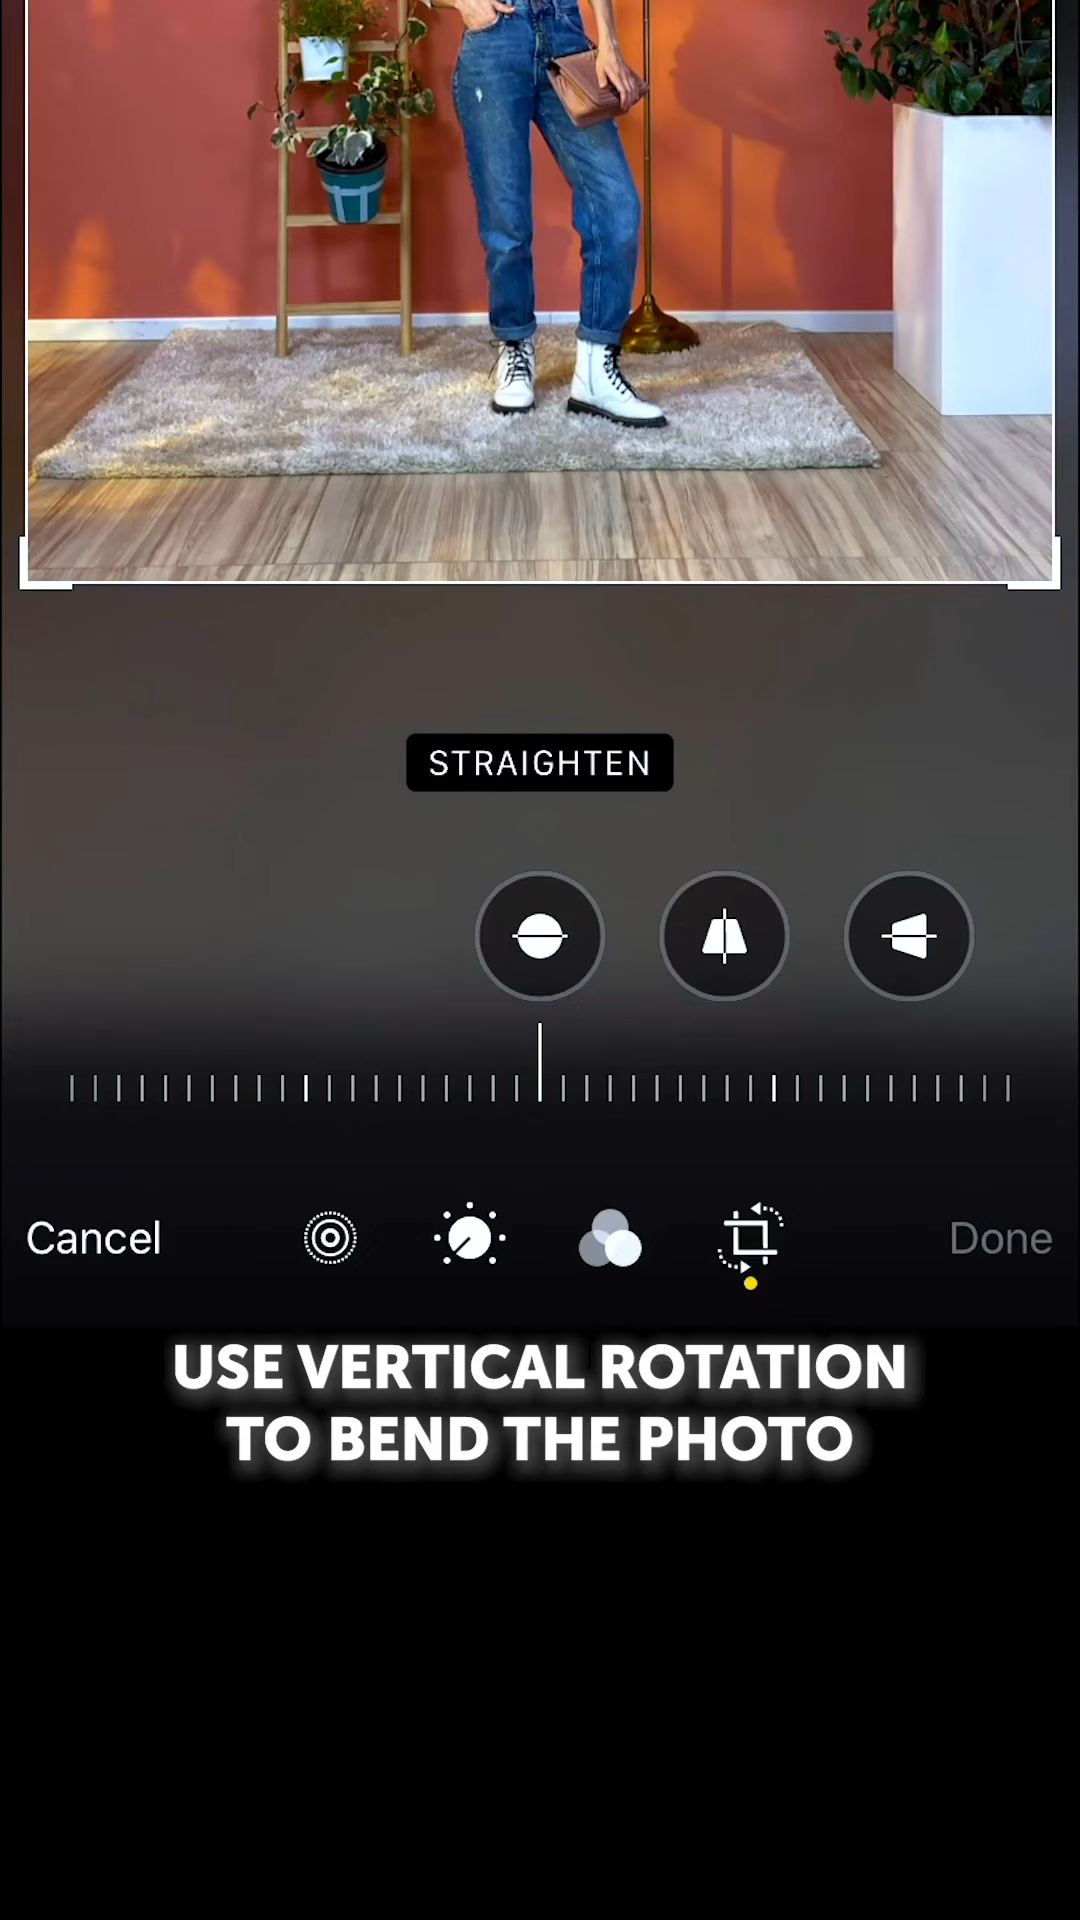 STRAIGHTEN
Cancel
Done
USE VERTICAL ROTATION
TO BEND THE PHOTO